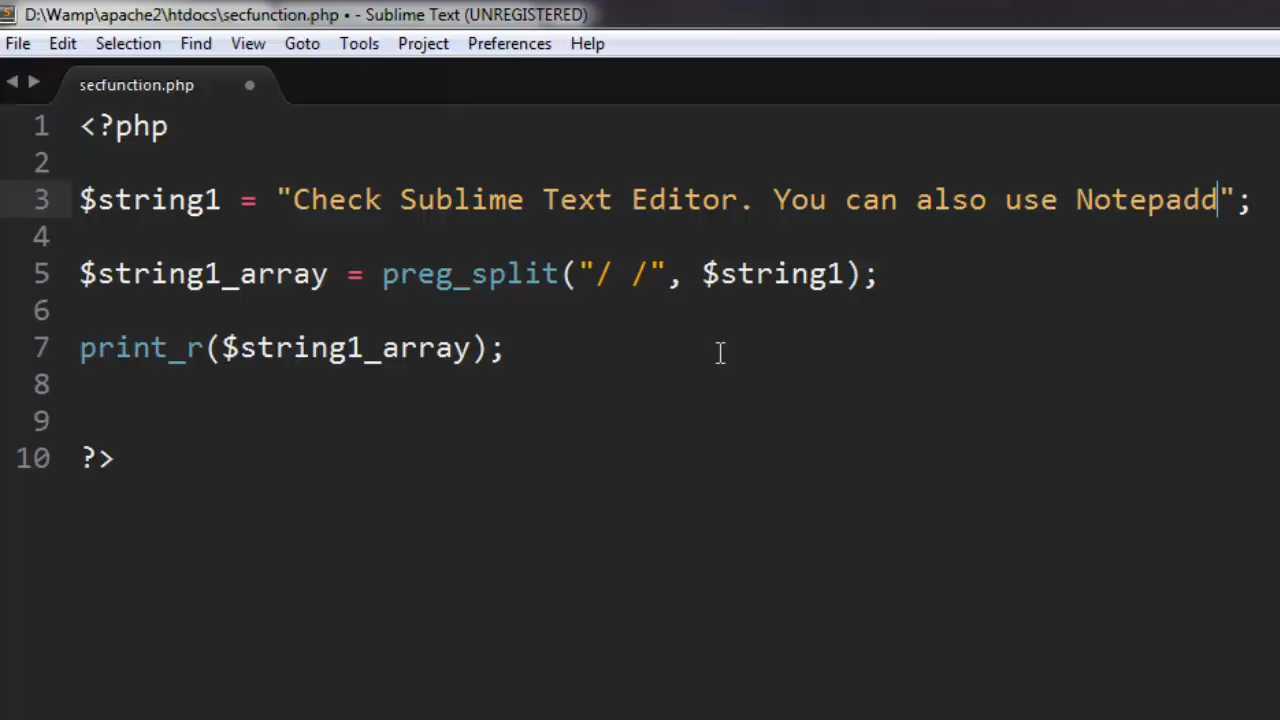 D:\Wamp\apache2\htdocs\secfunction.php • - Sublime Text (UNREGISTERED)
File Edit Selection Find View Goto Tools Project Preferences Help
secfunction.php
1 <?php
2
3 $string1 = "Check Sublime Text Editor. You can also use Notepadd";
4
5 $string1_array = preg_split("/ /", $string1);
6
7 print_r($string1_array);
8
9
10 ?>